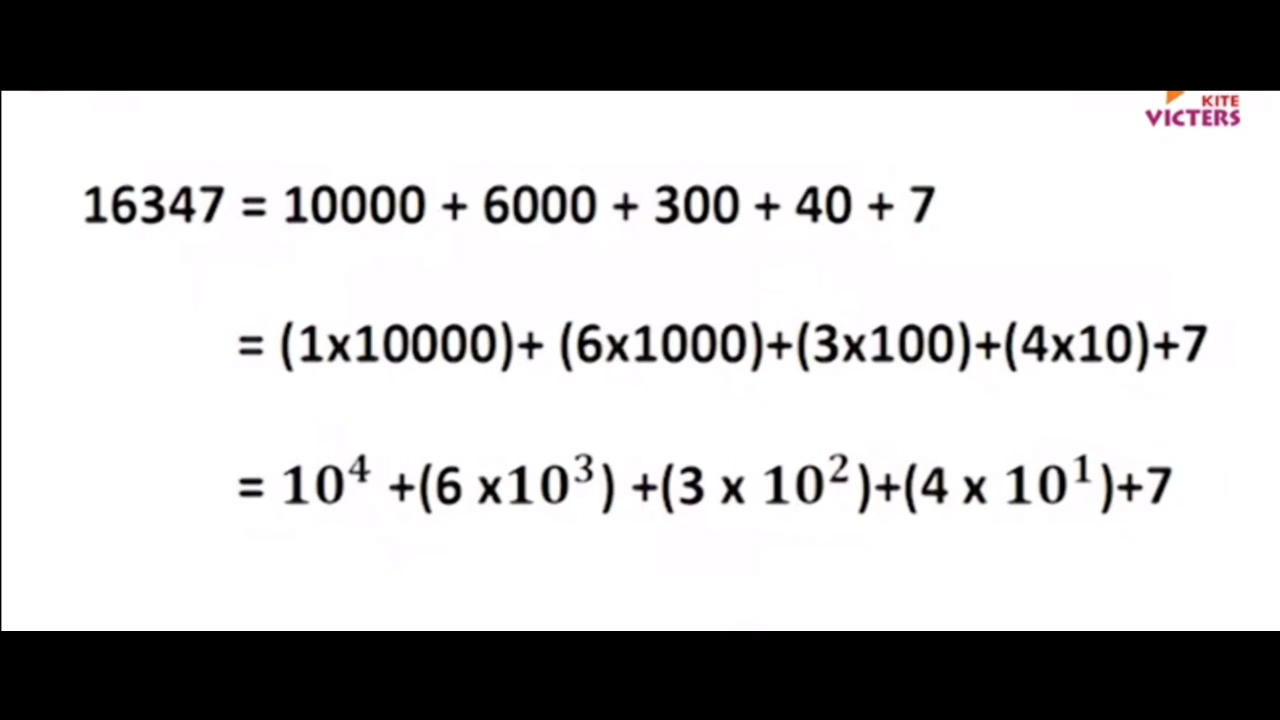 KITE
VICTERS
16347 = 10000 + 6000 + 300 + 40 + 7
= (1x10000)+ (6x1000)+(3x100)+(4x10)+7
= 10⁴ +(6 x10³) +(3 x 10²)+(4 x 10¹)+7